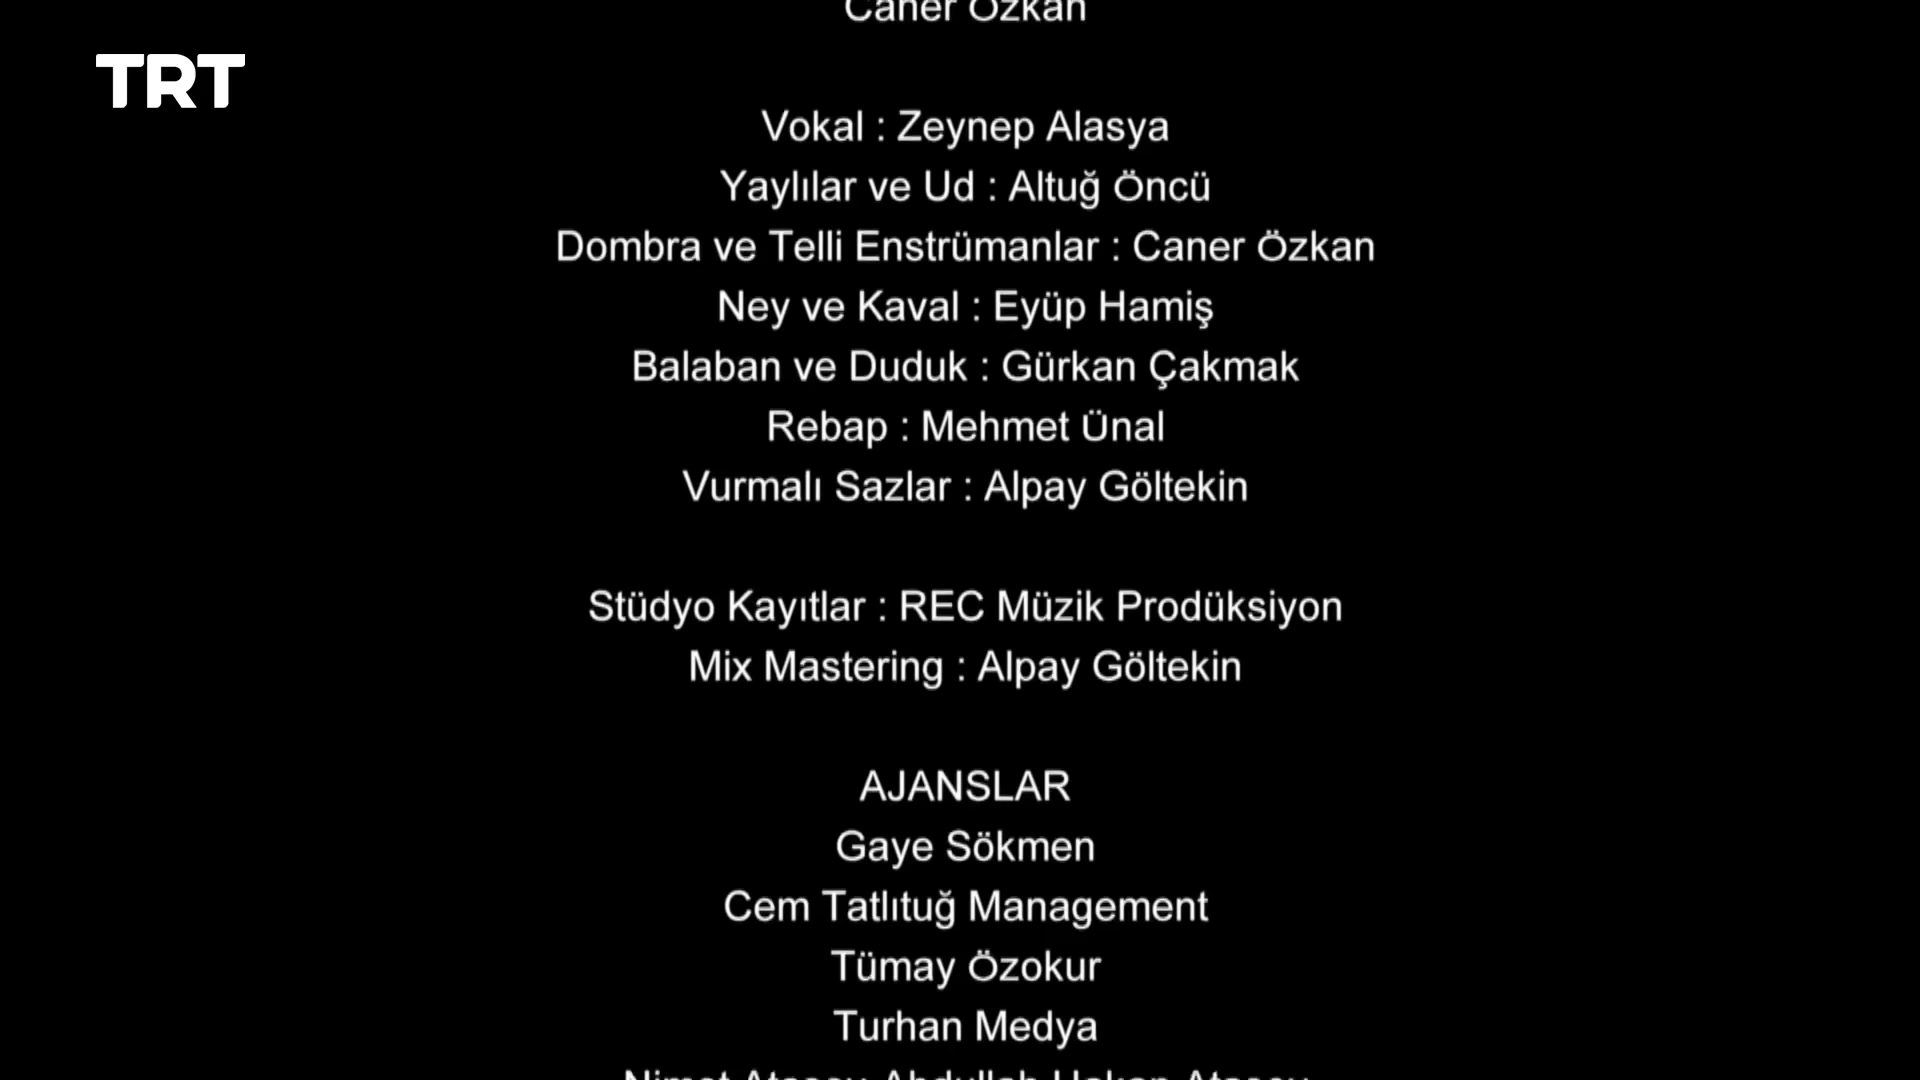 Caner Özkan
TRT
Vokal : Zeynep Alasya
Yaylılar ve Ud : Altuğ Öncü
Dombra ve Telli Enstrümanlar : Caner Özkan
Ney ve Kaval : Eyüp Hamiş
Balaban ve Duduk : Gürkan Çakmak
Rebap : Mehmet Ünal
Vurmalı Sazlar : Alpay Göltekin
Stüdyo Kayıtlar : REC Müzik Prodüksiyon
Mix Mastering : Alpay Göltekin
AJANSLAR
Gaye Sökmen
Cem Tatlıtuğ Management
Tümay Özokur
Turhan Medya